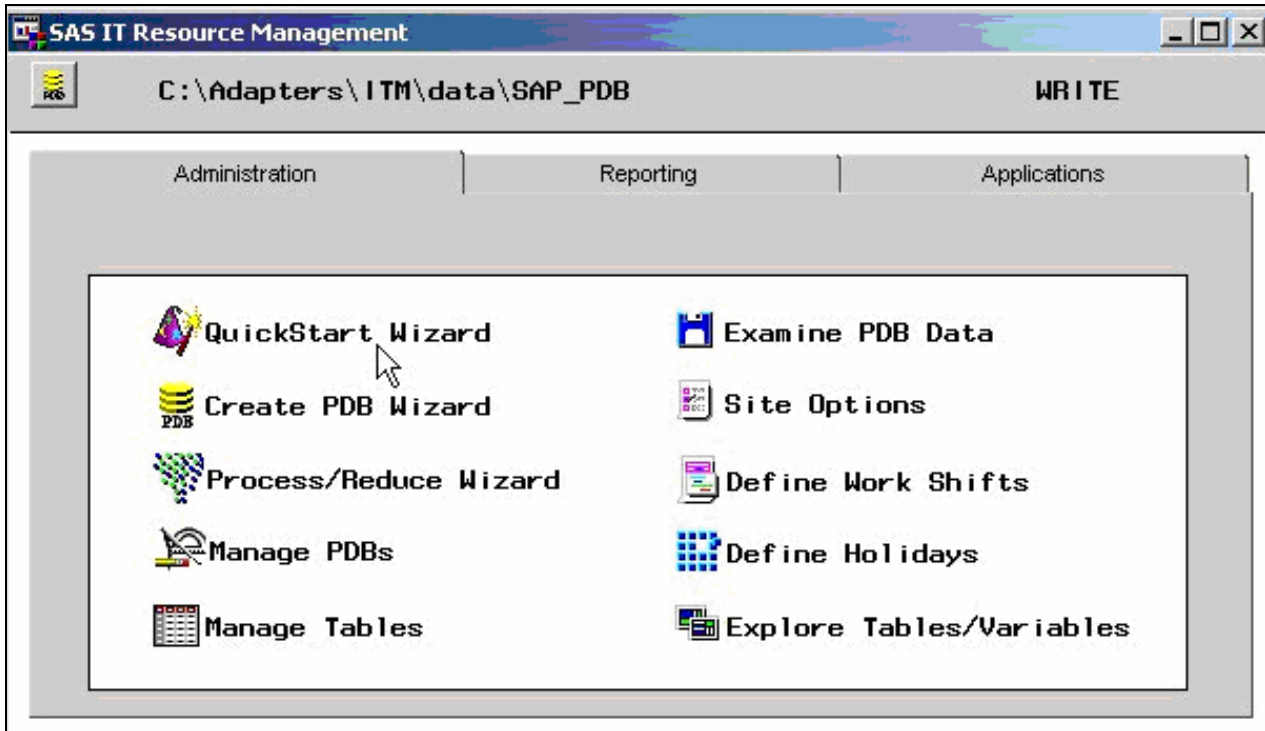 SAS IT Resource Management
C:\Adapters\ITM\data\SAP_PDB WRITE
Administration Reporting Applications
QuickStart Wizard Examine PDB Data
Create PDB Wizard Site Options
PDB
Process/Reduce Wizard Define Work Shifts
Manage PDBs Define Holidays
Manage Tables Explore Tables/Variables